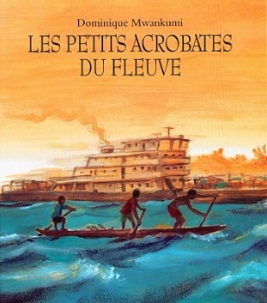 Dominique Mwankumi
LES PETITS ACROBATES
DU FLEUVE